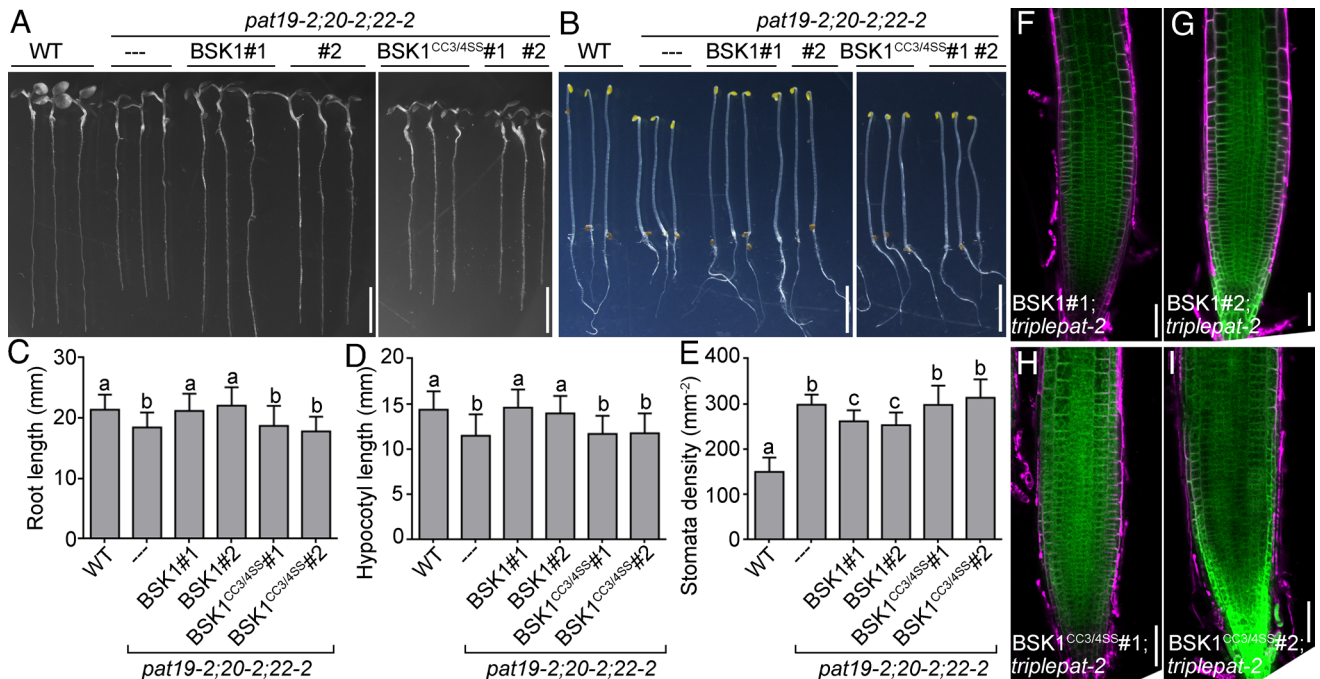 A
pat19-2;20-2;22-2
WT --- BSK1#1 #2 BSK1CC3/4SS#1 #2
B
pat19-2;20-2;22-2
WT --- BSK1#1 #2 BSK1CC3/4SS #1 #2
C
Root length (mm)
30
20
10
0
a b a a b b
WT --- BSK1#1 BSK1#2 BSK1CC3/4SS#1 BSK1CC3/4SS#2
pat19-2;20-2;22-2
D
Hypocotyl length (mm)
20
15
10
5
0
a b a a b b
WT --- BSK1#1 BSK1#2 BSK1CC3/4SS#1 BSK1CC3/4SS#2
pat19-2;20-2;22-2
E
Stomata density (mm-2)
400
300
200
100
0
a b c c b b
WT --- BSK1#1 BSK1#2 BSK1CC3/4SS#1 BSK1CC3/4SS#2
pat19-2;20-2;22-2
F
BSK1#1;
triplepat-2
G
BSK1#2;
triplepat-2
H
BSK1CC3/4SS#1;
triplepat-2
I
BSK1CC3/4SS#2;
triplepat-2